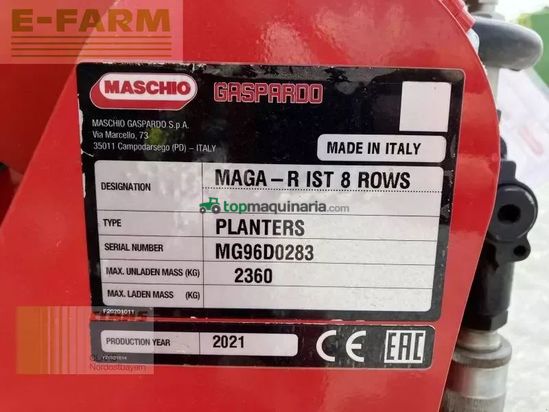 E-FARM
MASCHIO
GASPARDO
MASCHIO GASPARDO S.p.A.
Via Marcello, 73
35011 Campodarsego (PD) – ITALY
MADE IN ITALY
DESIGNATION MAGA – R IST 8 ROWS
topmaquinaria.com
TYPE PLANTERS
SERIAL NUMBER MG96D0283
MAX. UNLADEN MASS (KG) 2360
MAX. LADEN MASS (KG)
F20201011
PRODUCTION YEAR 2021 CE EAC
Nordostbayern